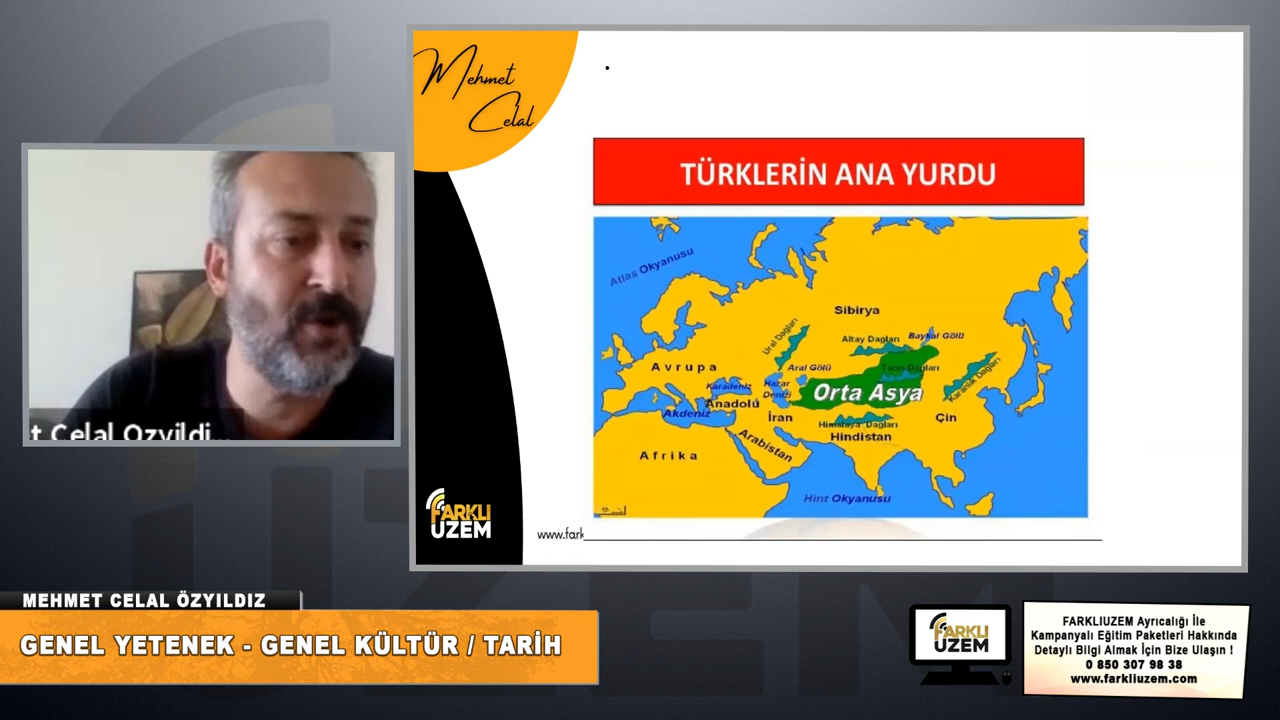 Mehmet
Celal
TÜRKLERİN ANA YURDU
Atlas Okyanusu
Sibirya
Ural Dağları
Altay Dağları
Baykal Gölü
Avrupa
Aral Gölü
Tanrı Dağları
Karadeniz
Hazar
Denizi
Orta Asya
Anadolu
Akdeniz
İran
Çin
Himalaya Dağları
Hindistan
Arabistan
Afrika
Hint Okyanusu
t Celal Ozyildi...
FARKLI
UZEM
www.fark
MEHMET CELAL ÖZYILDIZ
GENEL YETENEK - GENEL KÜLTÜR / TARİH
FARKLI
UZEM
FARKLIUZEM Ayrıcalığı İle
Kampanyalı Eğitim Paketleri Hakkında
Detaylı Bilgi Almak İçin Bize Ulaşın !
0 850 307 98 38
www.farkliuzem.com
UZEM